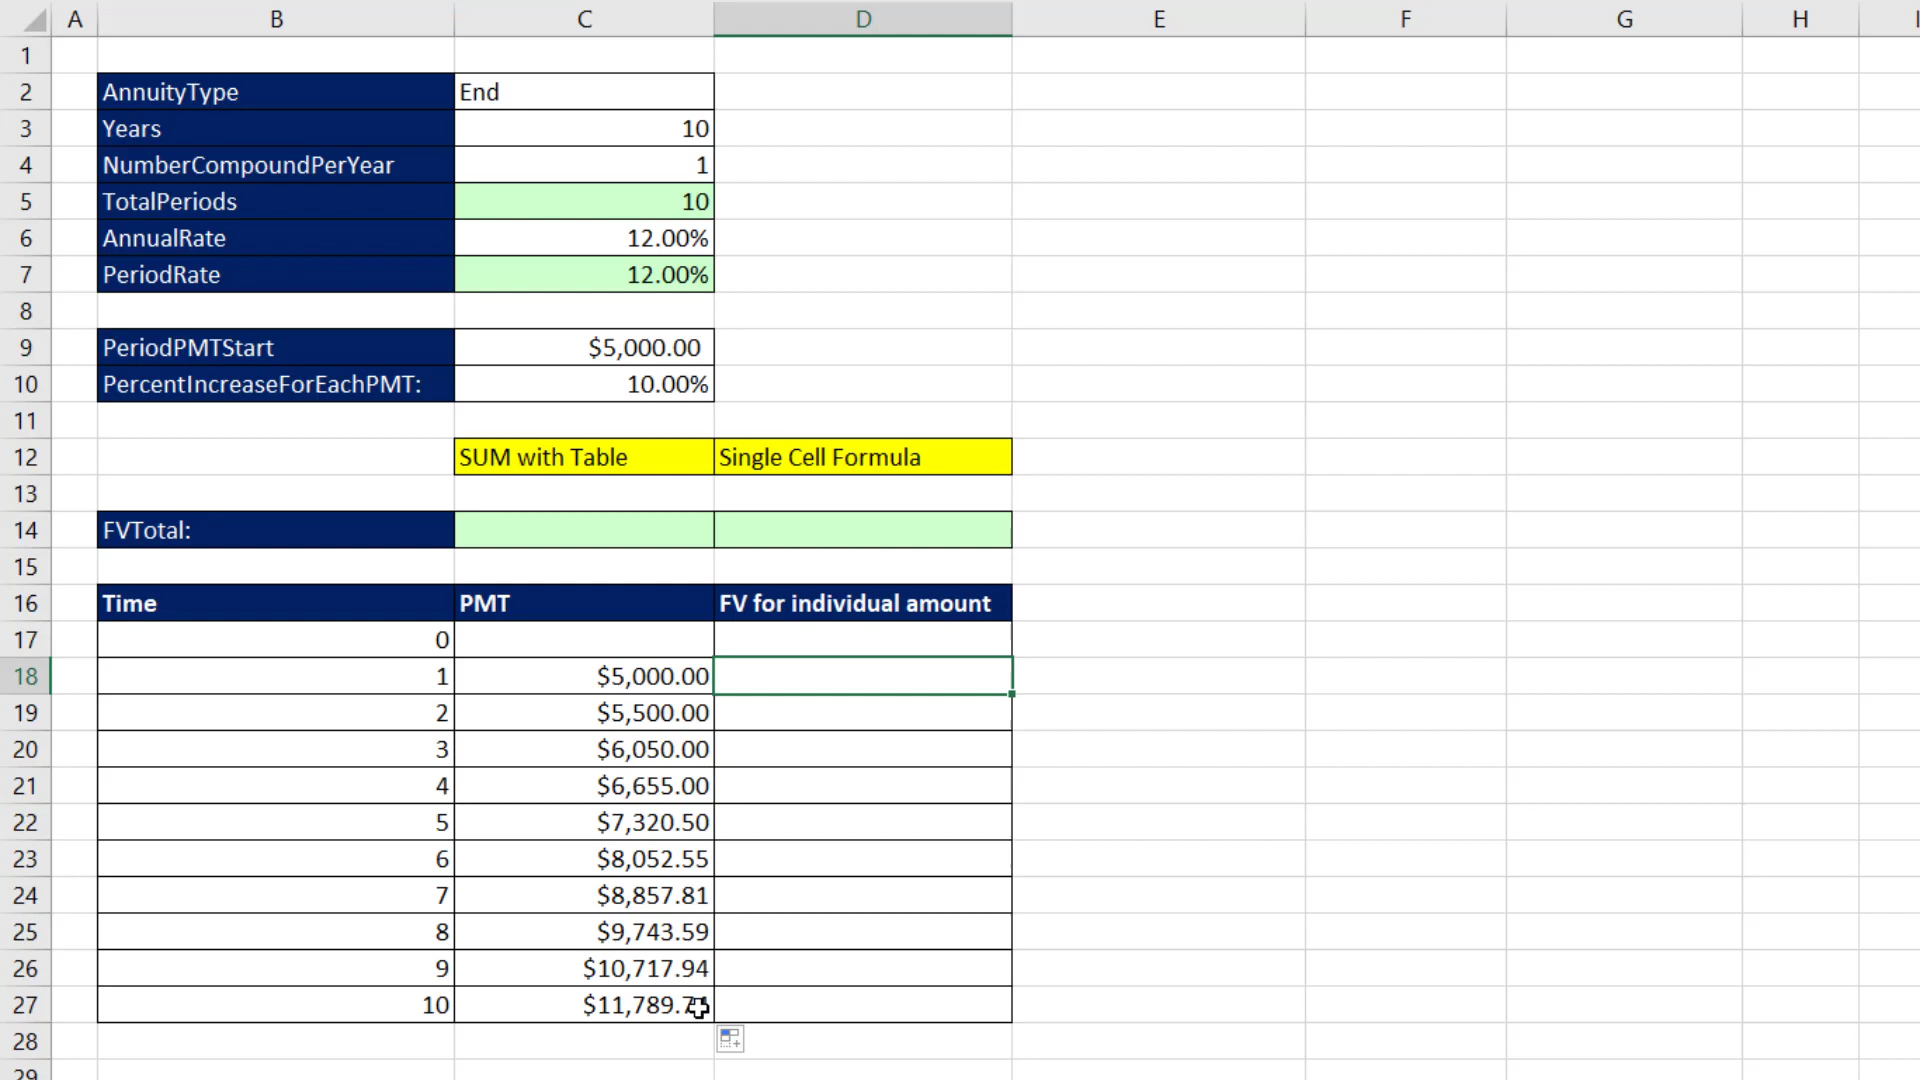 A B C D E F G H
1
2 AnnuityType End
3 Years 10
4 NumberCompoundPerYear 1
5 TotalPeriods 10
6 AnnualRate 12.00%
7 PeriodRate 12.00%
8
9 PeriodPMTStart $5,000.00
10 PercentIncreaseForEachPMT: 10.00%
11
12 SUM with Table Single Cell Formula
13
14 FVTotal:
15
16 Time PMT FV for individual amount
17 0
18 1 $5,000.00
19 2 $5,500.00
20 3 $6,050.00
21 4 $6,655.00
22 5 $7,320.50
23 6 $8,052.55
24 7 $8,857.81
25 8 $9,743.59
26 9 $10,717.94
27 10
28
29